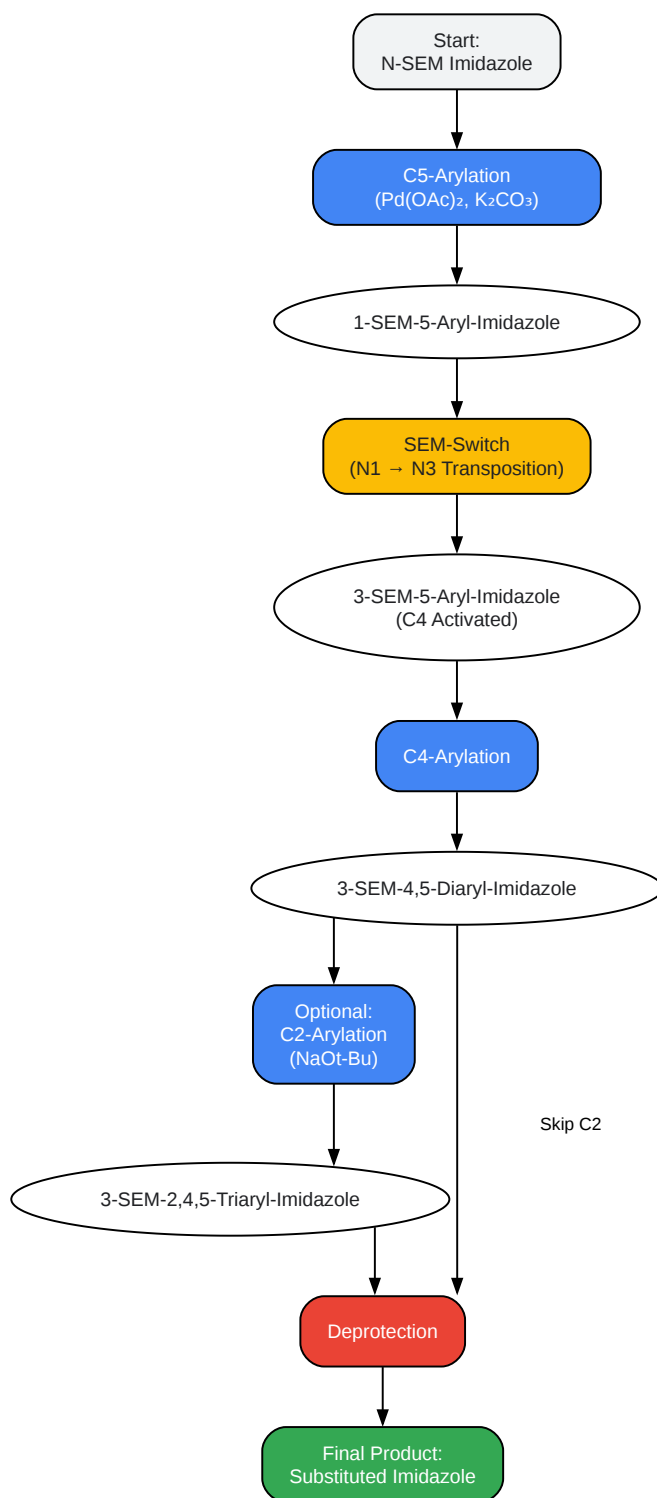 Start:
N-SEM Imidazole
C5-Arylation
(Pd(OAc)₂, K₂CO₃)
1-SEM-5-Aryl-Imidazole
SEM-Switch
(N1 → N3 Transposition)
3-SEM-5-Aryl-Imidazole
(C4 Activated)
C4-Arylation
3-SEM-4,5-Diaryl-Imidazole
Optional:
C2-Arylation
(NaOt-Bu)
Skip C2
3-SEM-2,4,5-Triaryl-Imidazole
Deprotection
Final Product:
Substituted Imidazole